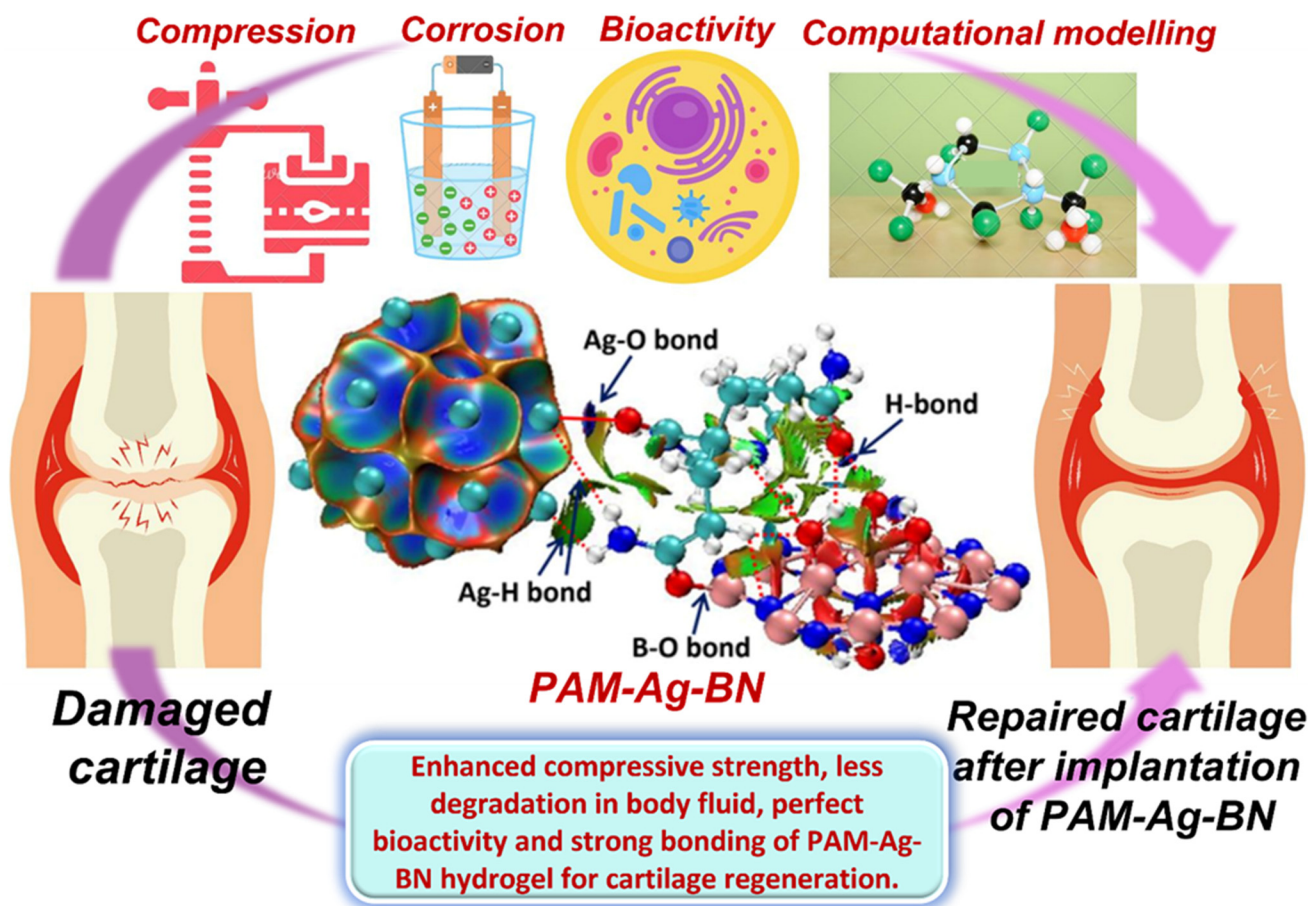 Compression
Corrosion
Bioactivity
Computational modelling
Ag-O bond
H-bond
Ag-H bond
B-O bond
PAM-Ag-BN
Damaged
cartilage
Repaired cartilage
after implantation
of PAM-Ag-BN
Enhanced compressive strength, less
degradation in body fluid, perfect
bioactivity and strong bonding of PAM-Ag-
BN hydrogel for cartilage regeneration.